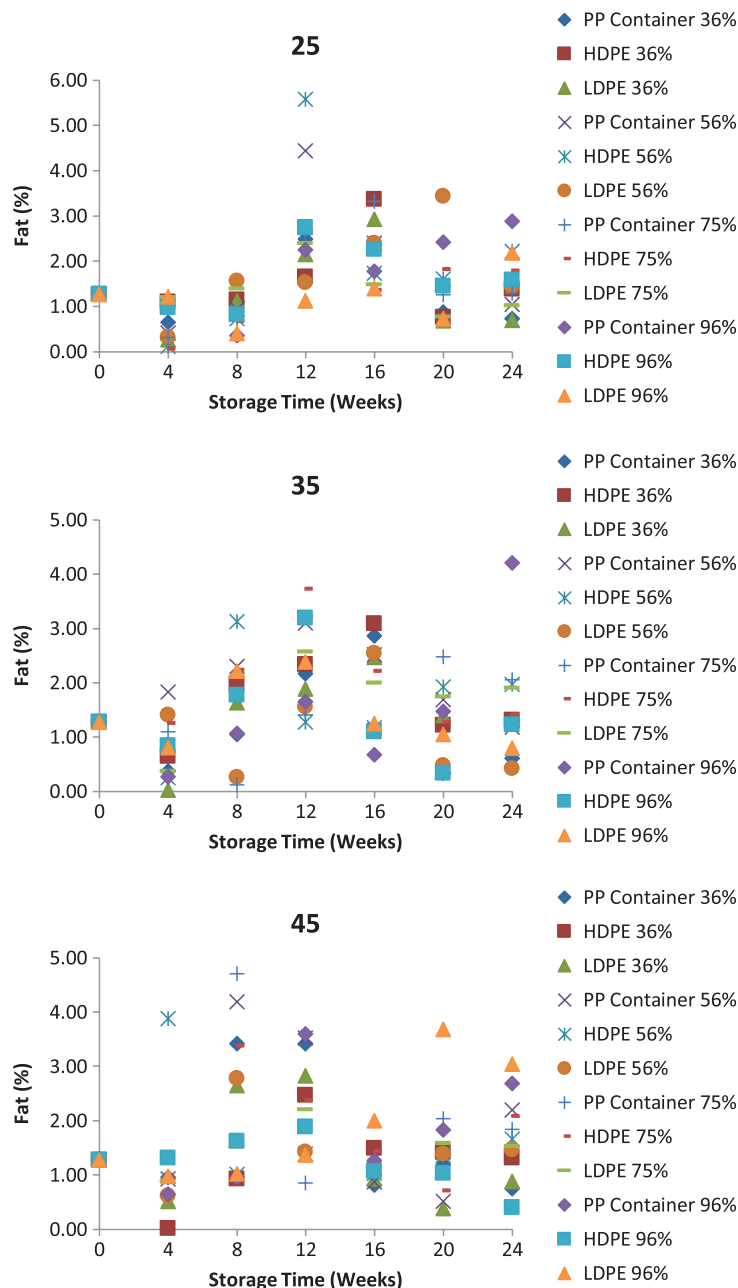 25
Fat (%)
6.00
5.00
4.00
3.00
2.00
1.00
0.00
0 4 8 12 16 20 24
Storage Time (Weeks)
PP Container 36%
HDPE 36%
LDPE 36%
PP Container 56%
HDPE 56%
LDPE 56%
PP Container 75%
HDPE 75%
LDPE 75%
PP Container 96%
HDPE 96%
LDPE 96%
35
Fat (%)
5.00
4.00
3.00
2.00
1.00
0.00
0 4 8 12 16 20 24
Storage Time (Weeks)
PP Container 36%
HDPE 36%
LDPE 36%
PP Container 56%
HDPE 56%
LDPE 56%
PP Container 75%
HDPE 75%
LDPE 75%
PP Container 96%
HDPE 96%
LDPE 96%
45
Fat (%)
5.00
4.00
3.00
2.00
1.00
0.00
0 4 8 12 16 20 24
Storage Time (Weeks)
PP Container 36%
HDPE 36%
LDPE 36%
PP Container 56%
HDPE 56%
LDPE 56%
PP Container 75%
HDPE 75%
LDPE 75%
PP Container 96%
HDPE 96%
LDPE 96%